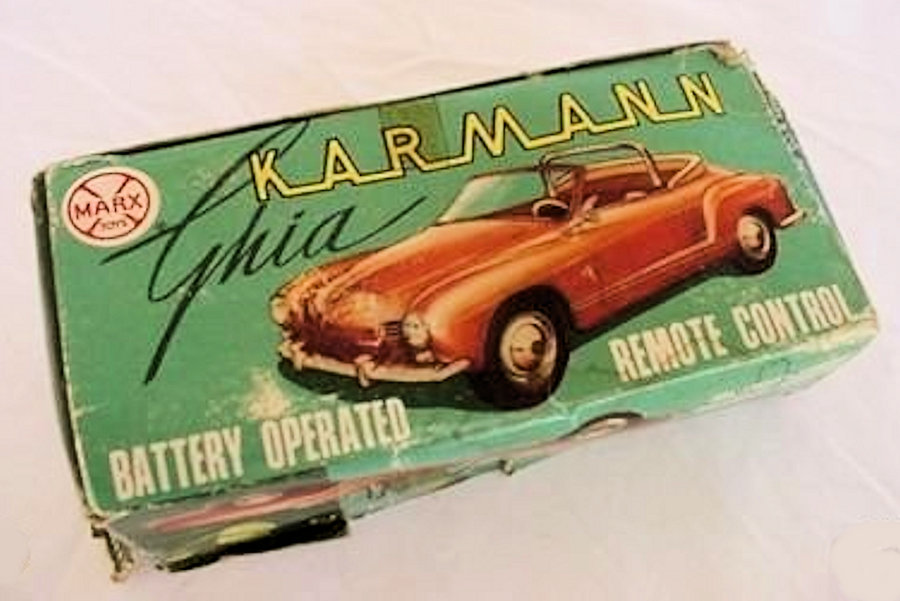 KARMANN
Ghia
MARX
TOYS
BATTERY OPERATED
REMOTE CONTROL